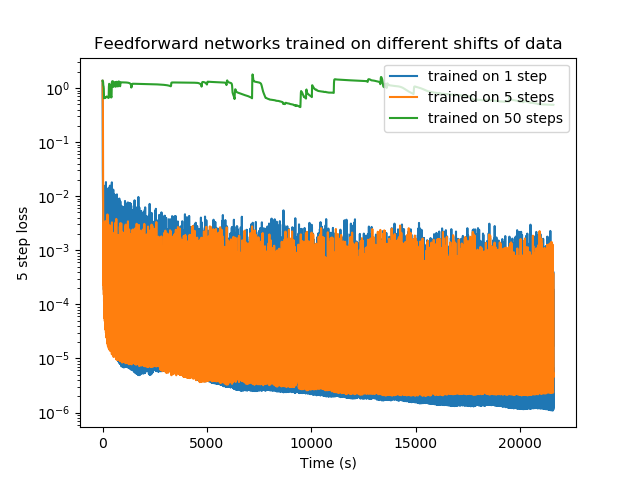 Feedforward networks trained on different shifts of data
trained on 1 step
trained on 5 steps
trained on 50 steps
5 step loss
10⁰
10⁻¹
10⁻²
10⁻³
10⁻⁴
10⁻⁵
10⁻⁶
0 5000 10000 15000 20000
Time (s)